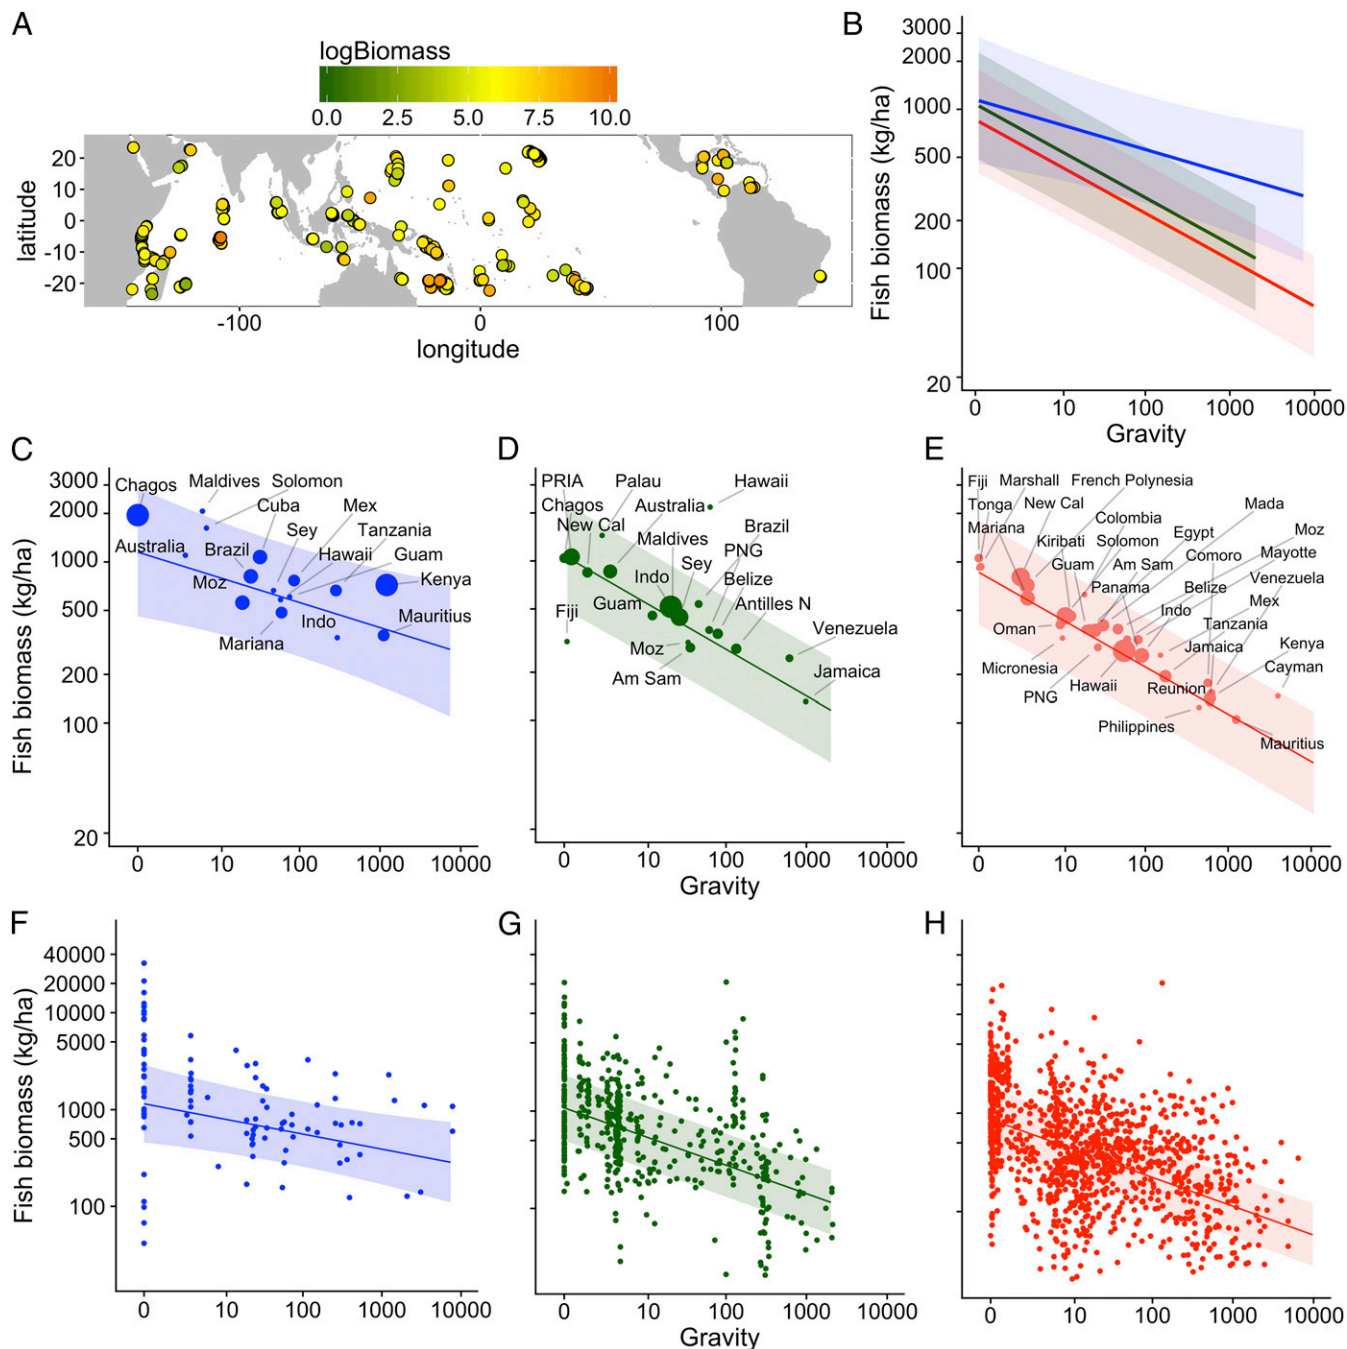 A
logBiomass
0.0 2.5 5.0 7.5 10.0
latitude
20
10
0
-10
-20
-100 0 100
longitude
B
Fish biomass (kg/ha)
3000
2000
1000
500
200
100
20
0 10 100 1000 10000
Gravity
C
Fish biomass (kg/ha)
3000
2000
1000
500
200
100
20
Chagos
Maldives
Solomon
Cuba
Mex
Sey
Tanzania
Australia
Brazil
Hawaii
Guam
Moz
Kenya
Indo
Mauritius
Mariana
0 10 100 1000 10000
D
PRIA
Palau
Hawaii
Chagos
Australia
New Cal
Brazil
Maldives
PNG
Sey
Indo
Belize
Guam
Antilles N
Fiji
Moz
Venezuela
Am Sam
Jamaica
0 10 100 1000 10000
Gravity
E
Fiji
Marshall
French Polynesia
Mada
Tonga
New Cal
Colombia
Moz
Mariana
Kiribati
Solomon
Egypt
Mayotte
Guam
Am Sam
Comoro
Venezuela
Panama
Belize
Mex
Oman
Indo
Tanzania
Kenya
Micronesia
Jamaica
Cayman
PNG
Hawaii
Reunion
Philippines
Mauritius
0 10 100 1000 10000
F
Fish biomass (kg/ha)
40000
20000
10000
5000
1000
500
100
0 10 100 1000 10000
G
0 10 100 1000 10000
Gravity
H
0 10 100 1000 10000